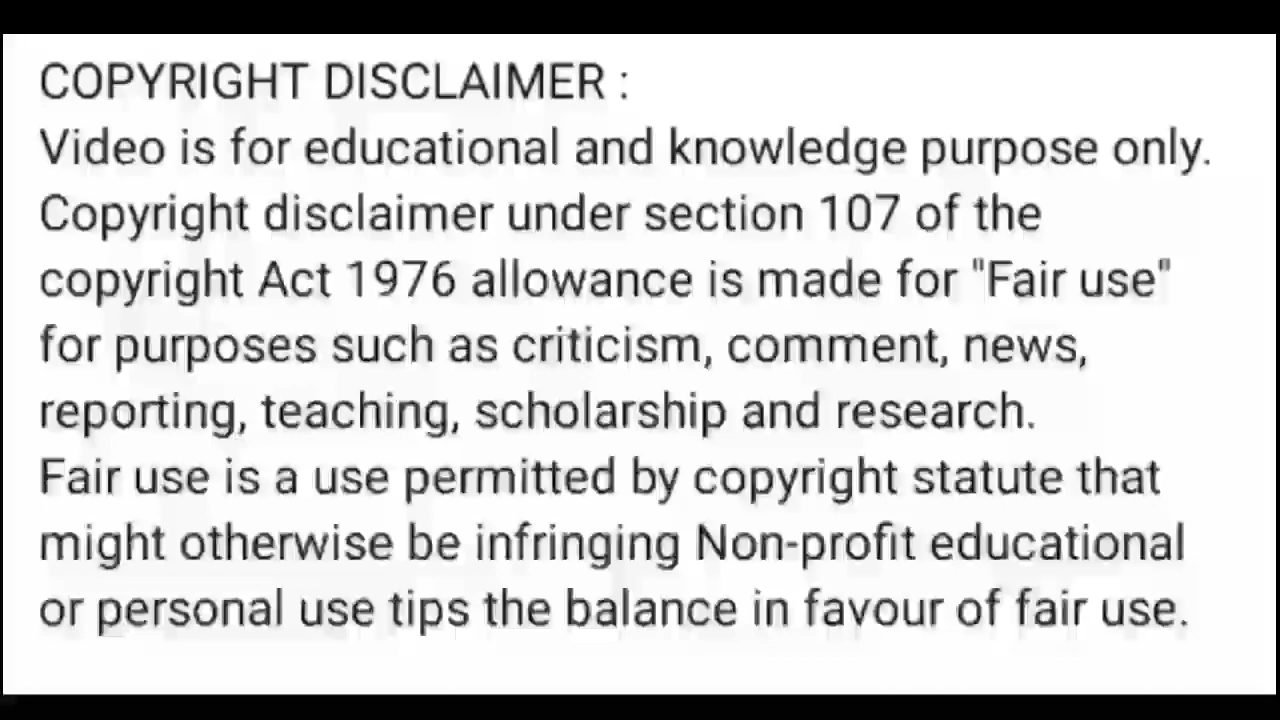 COPYRIGHT DISCLAIMER :
Video is for educational and knowledge purpose only.
Copyright disclaimer under section 107 of the
copyright Act 1976 allowance is made for "Fair use"
for purposes such as criticism, comment, news,
reporting, teaching, scholarship and research.
Fair use is a use permitted by copyright statute that
might otherwise be infringing Non-profit educational
or personal use tips the balance in favour of fair use.